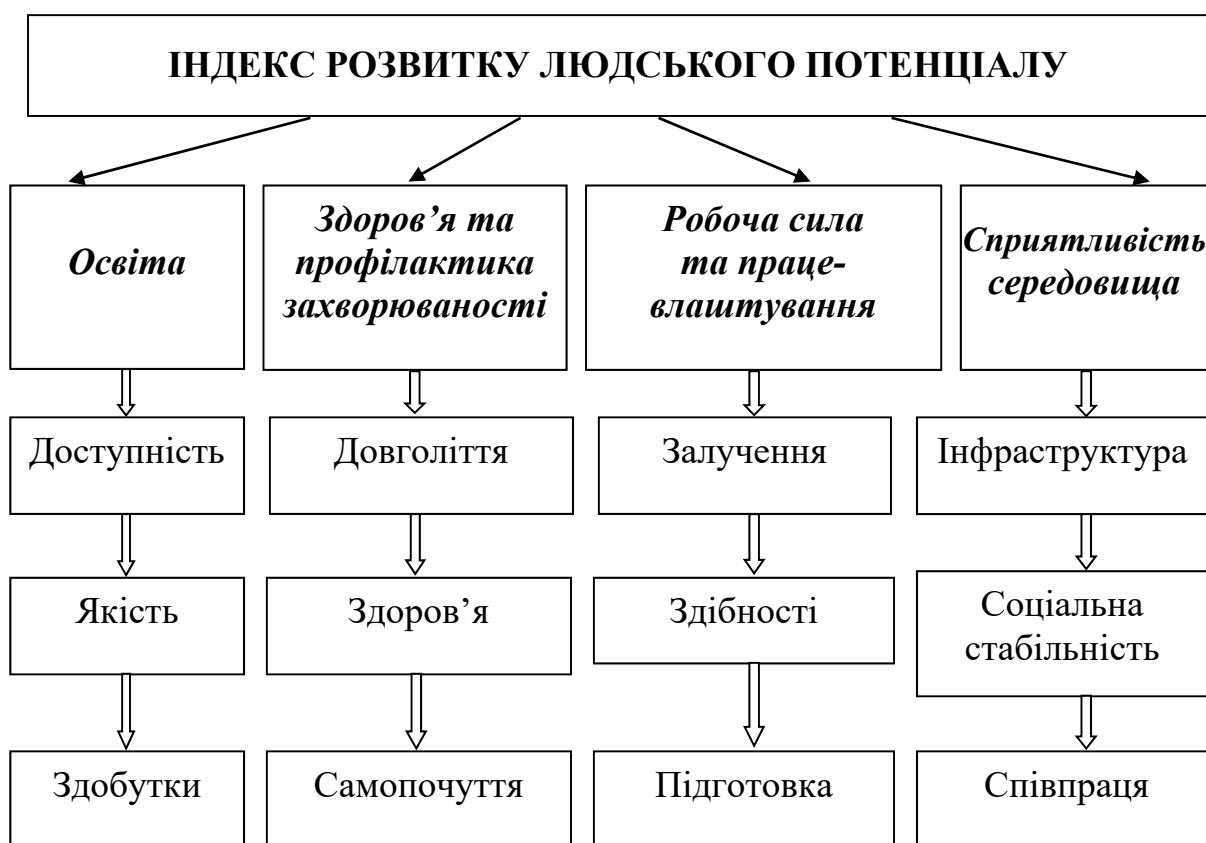 ІНДЕКС РОЗВИТКУ ЛЮДСЬКОГО ПОТЕНЦІАЛУ
Освіта
Здоров’я та
профілактика
захворюваності
Робоча сила
та праце-
влаштування
Сприятливість
середовища
Доступність
Довголіття
Залучення
Інфраструктура
Якість
Здоров’я
Здібності
Соціальна
стабільність
Здобутки
Самопочуття
Підготовка
Співпраця